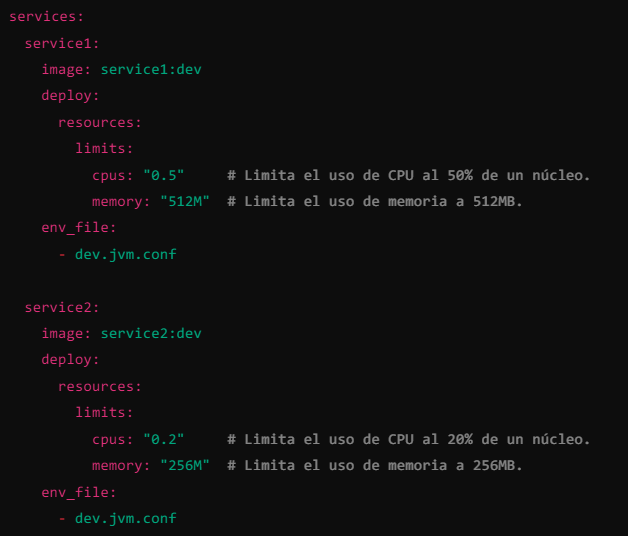 services:
  service1:
    image: service1:dev
    deploy:
      resources:
        limits:
          cpus: "0.5"     # Limita el uso de CPU al 50% de un núcleo.
          memory: "512M"  # Limita el uso de memoria a 512MB.
    env_file:
      - dev.jvm.conf

  service2:
    image: service2:dev
    deploy:
      resources:
        limits:
          cpus: "0.2"     # Limita el uso de CPU al 20% de un núcleo.
          memory: "256M"  # Limita el uso de memoria a 256MB.
    env_file:
      - dev.jvm.conf